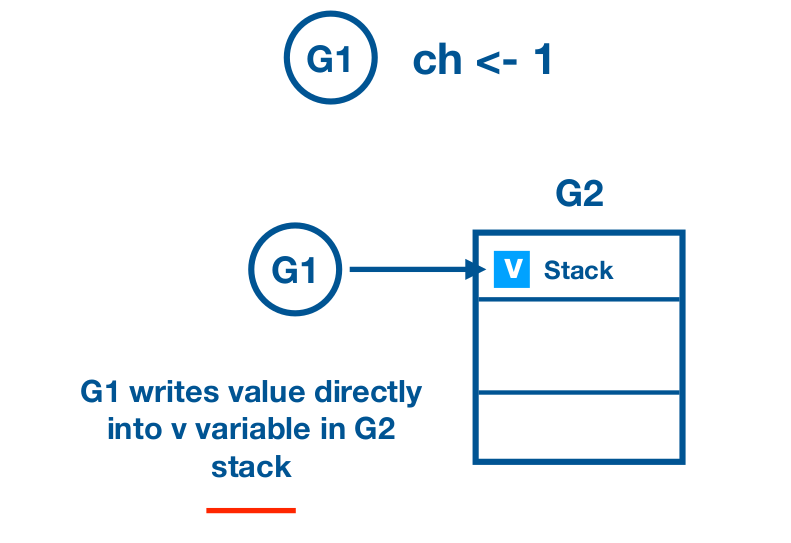 G1 ch <- 1
G2
V Stack
G1
G1 writes value directly
into v variable in G2
stack